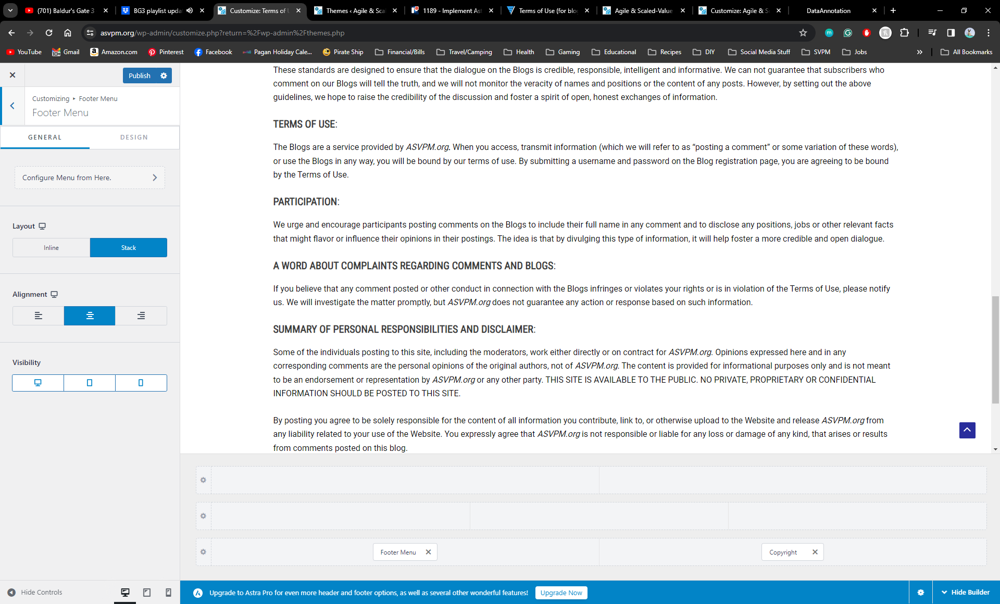 (701) Baldur's Gate 3
BG3 playlist upda
Customize: Terms of U
Themes ‹ Agile & Sca
1189 - Implement Ast
Terms of Use (for blo
Agile & Scaled-Value
Customize: Agile & Sc
DataAnnotation
asvpm.org/wp-admin/customize.php?return=%2Fwp-admin%2Fthemes.php
YouTube
100+
Gmail
Amazon.com
Pinterest
Facebook
Pagan Holiday Cale...
Pirate Ship
Financial/Bills
Travel/Camping
Health
Gaming
Educational
Recipes
DIY
Social Media Stuff
SVPM
Jobs
All Bookmarks
Publish
Customizing ▸ Footer Menu
Footer Menu
GENERAL
DESIGN
Configure Menu from Here.
Layout
Inline
Stack
Alignment
Visibility
Hide Controls
These standards are designed to ensure that the dialogue on the Blogs is credible, responsible, intelligent and informative. We can not guarantee that subscribers who
comment on our Blogs will tell the truth, and we will not monitor the veracity of names and positions or the content of any posts. However, by setting out the above
guidelines, we hope to raise the credibility of the discussion and foster a spirit of open, honest exchanges of information.
TERMS OF USE:
The Blogs are a service provided by ASVPM.org. When you access, transmit information (which we will refer to as “posting a comment” or some variation of these words),
or use the Blogs in any way, you will be bound by our terms of use. By submitting a username and password on the Blog registration page, you are agreeing to be bound
by the Terms of Use.
PARTICIPATION:
We urge and encourage participants posting comments on the Blogs to include their full name in any comment and to disclose any positions, jobs or other relevant facts
that might flavor or influence their opinions in their postings. The idea is that by divulging this type of information, it will help foster a more credible and open dialogue.
A WORD ABOUT COMPLAINTS REGARDING COMMENTS AND BLOGS:
If you believe that any comment posted or other conduct in connection with the Blogs infringes or violates your rights or is in violation of the Terms of Use, please notify
us. We will investigate the matter promptly, but ASVPM.org does not guarantee any action or response based on such information.
SUMMARY OF PERSONAL RESPONSIBILITIES AND DISCLAIMER:
Some of the individuals posting to this site, including the moderators, work either directly or on contract for ASVPM.org. Opinions expressed here and in any
corresponding comments are the personal opinions of the original authors, not of ASVPM.org. The content is provided for informational purposes only and is not meant
to be an endorsement or representation by ASVPM.org or any other party. THIS SITE IS AVAILABLE TO THE PUBLIC. NO PRIVATE, PROPRIETARY OR CONFIDENTIAL
INFORMATION SHOULD BE POSTED TO THIS SITE.
By posting you agree to be solely responsible for the content of all information you contribute, link to, or otherwise upload to the Website and release ASVPM.org from
any liability related to your use of the Website. You expressly agree that ASVPM.org is not responsible or liable for any loss or damage of any kind, that arises or results
from comments posted on this blog.
Footer Menu
Copyright
Upgrade to Astra Pro for even more header and footer options, as well as several other wonderful features!
Upgrade Now
Hide Builder